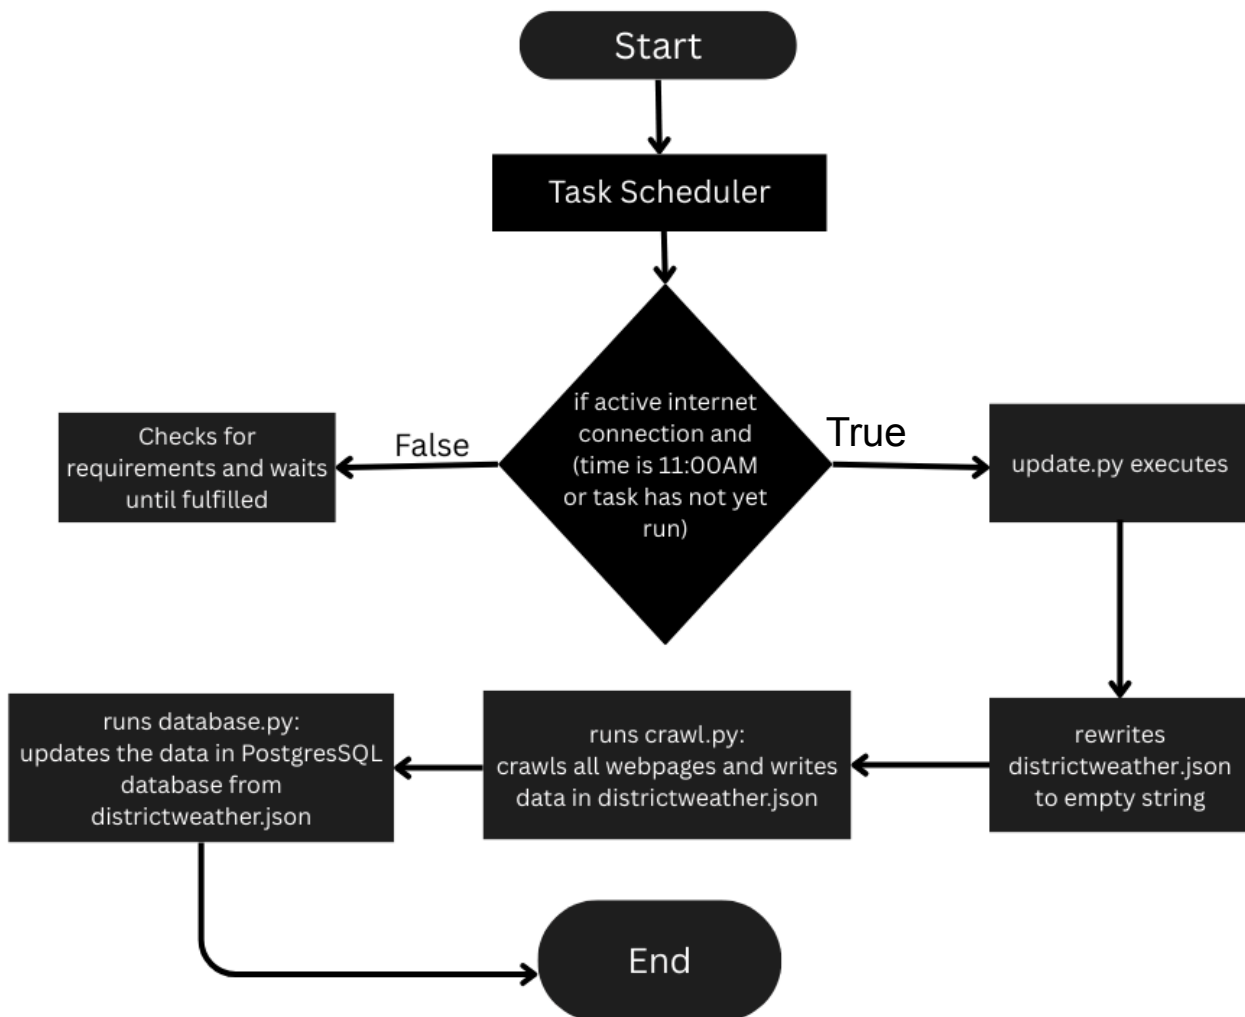 Start
Task Scheduler
if active internet
connection and
(time is 11:00AM
or task has not yet
run)
False
Checks for
requirements and waits
until fulfilled
True
update.py executes
rewrites
districtweather.json
to empty string
runs crawl.py:
crawls all webpages and writes
data in districtweather.json
runs database.py:
updates the data in PostgresSQL
database from
districtweather.json
End